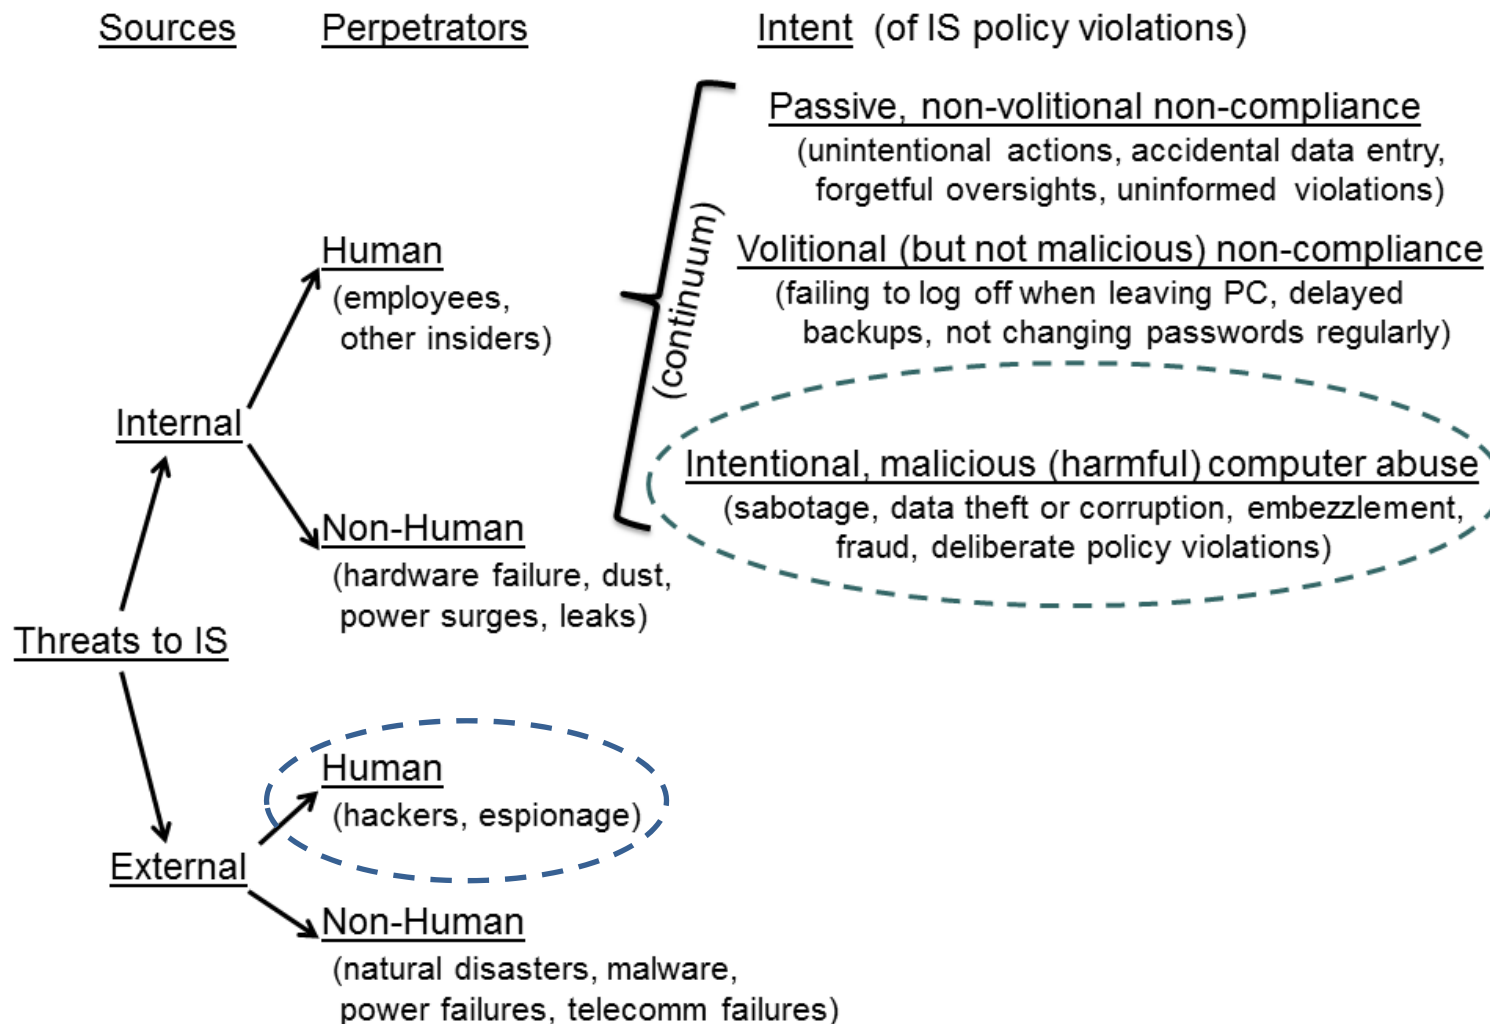 Sources Perpetrators Intent (of IS policy violations)
Passive, non-volitional non-compliance
(unintentional actions, accidental data entry,
forgetful oversights, uninformed violations)
Human
(employees,
other insiders)
(continuum)
Volitional (but not malicious) non-compliance
(failing to log off when leaving PC, delayed
backups, not changing passwords regularly)
Internal
Intentional, malicious (harmful) computer abuse
(sabotage, data theft or corruption, embezzlement,
fraud, deliberate policy violations)
Non-Human
(hardware failure, dust,
power surges, leaks)
Threats to IS
Human
(hackers, espionage)
External
Non-Human
(natural disasters, malware,
power failures, telecomm failures)